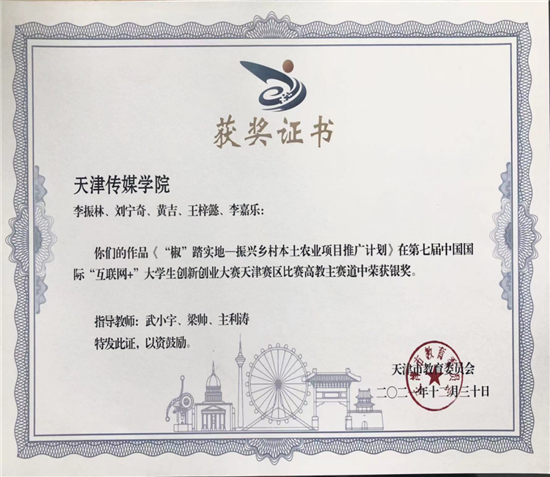 获奖证书
天津传媒学院
李振林、刘宁奇、黄吉、王梓懿、李嘉乐：
你们的作品《“椒”踏实地—振兴乡村本土农业项目推广计划》在第七届中国国
际“互联网+”大学生创新创业大赛天津赛区比赛高教主赛道中荣获银奖。
指导教师：武小宇、梁帅、主利涛
特发此证，以资鼓励。
天津市教育委员会
二〇二一年十二月三十日